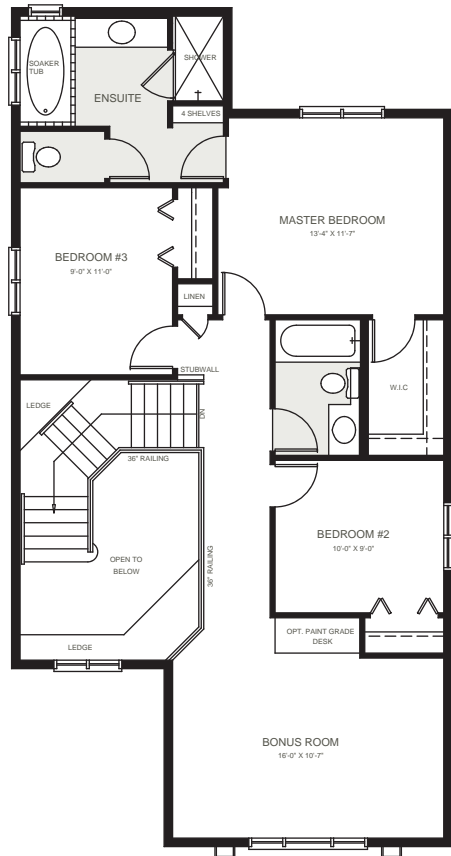 SOAKER
TUB
SHOWER
ENSUITE
4 SHELVES
MASTER BEDROOM
13'-4" X 11'-7"
BEDROOM #3
9'-0" X 11'-0"
LINEN
STUBWALL
W.I.C
LEDGE
DN
36" RAILING
BEDROOM #2
10'-0" X 9'-0"
OPEN TO
BELOW
36" RAILING
OPT. PAINT GRADE
DESK
LEDGE
BONUS ROOM
16'-0" X 10'-7"